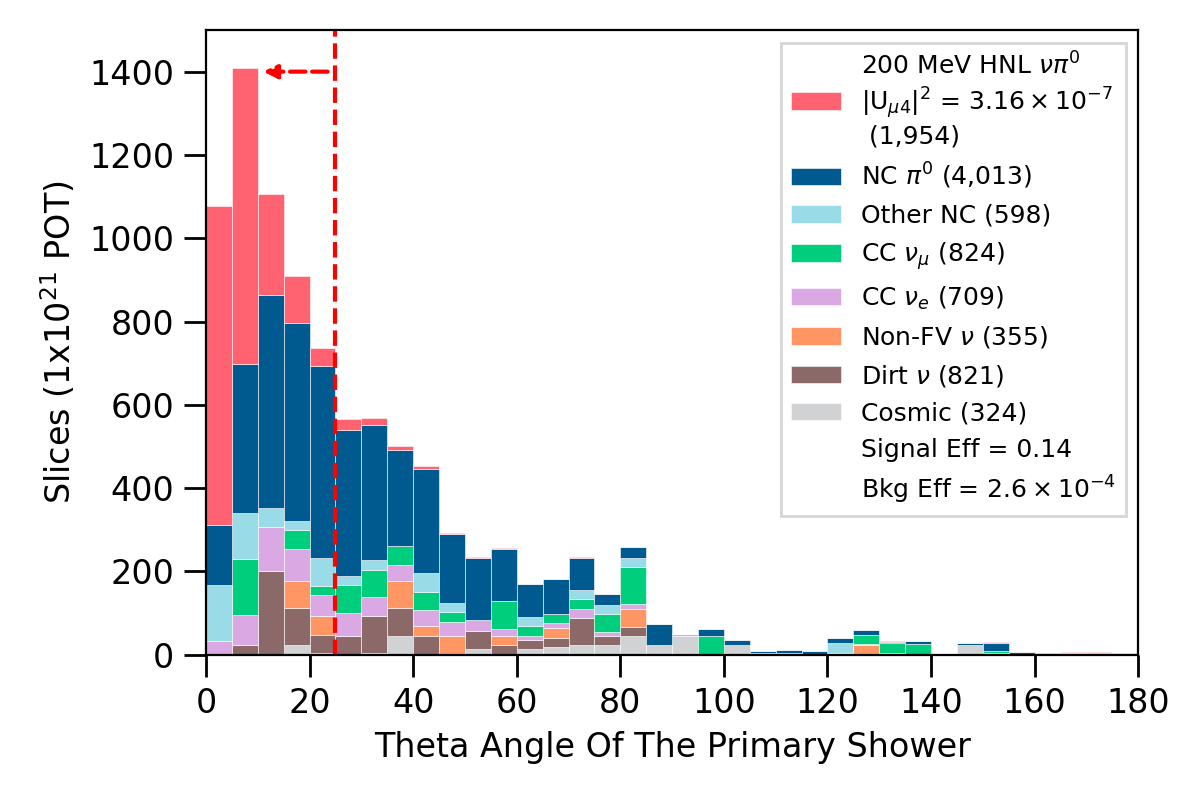 1400
1200
1000
800
600
400
200
0
Slices (1x10²¹ POT)
0 20 40 60 80 100 120 140 160 180
Theta Angle Of The Primary Shower
200 MeV HNL νπ⁰
|Uμ4|² = 3.16 × 10⁻⁷
(1,954)
NC π⁰ (4,013)
Other NC (598)
CC νμ (824)
CC νe (709)
Non-FV ν (355)
Dirt ν (821)
Cosmic (324)
Signal Eff = 0.14
Bkg Eff = 2.6 × 10⁻⁴